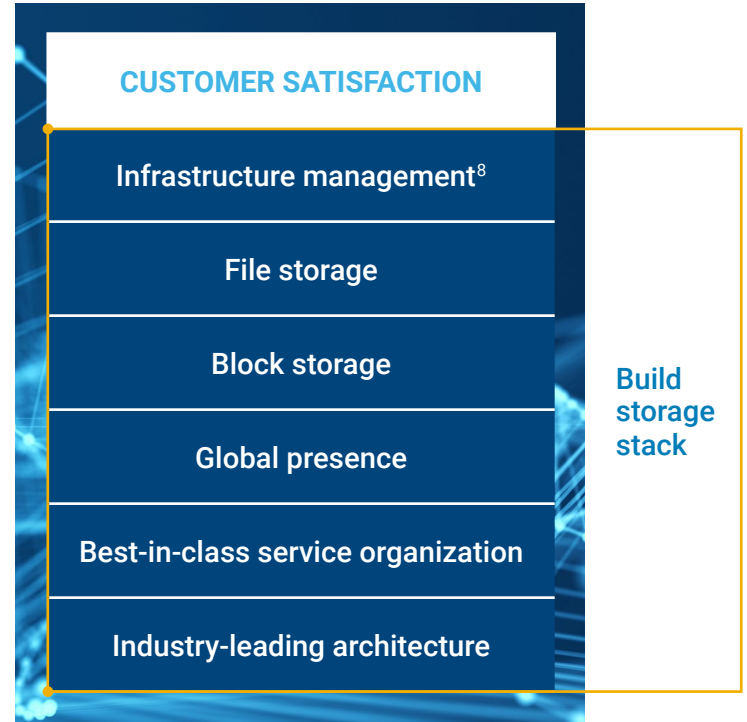 CUSTOMER SATISFACTION
Infrastructure management⁸
File storage
Block storage
Global presence
Best-in-class service organization
Industry-leading architecture
Build
storage
stack